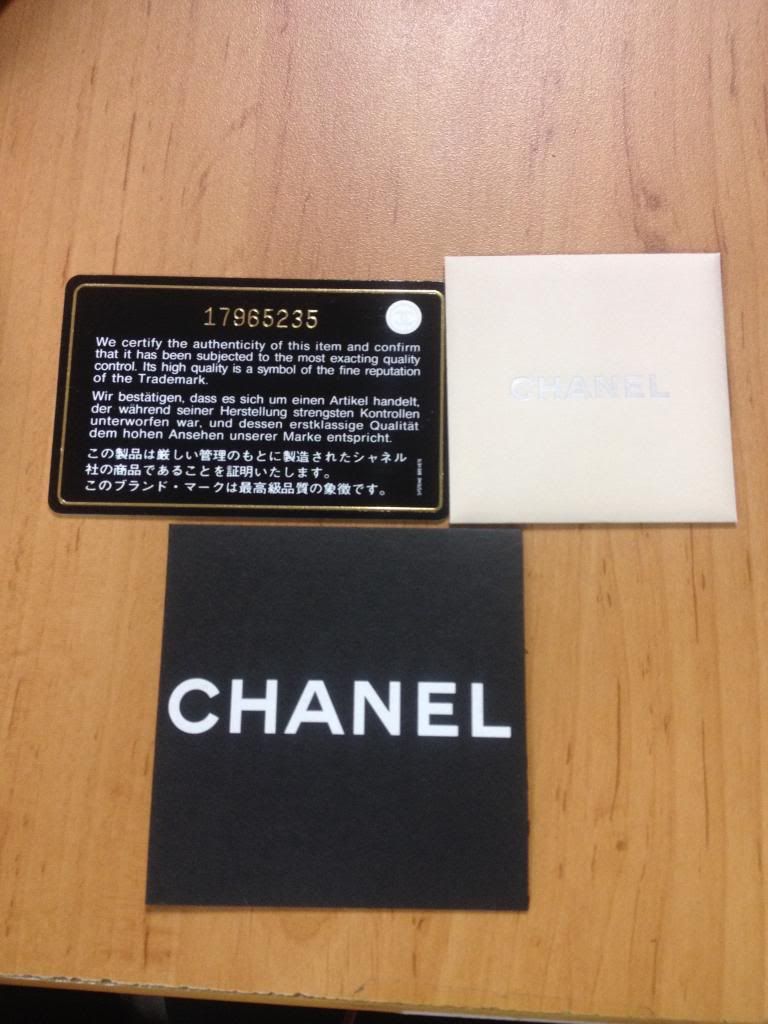 17965235
We certify the authenticity of this item and confirm
that it has been subjected to the most exacting quality
control. Its high quality is a symbol of the fine reputation
of the Trademark.
Wir bestätigen, dass es sich um einen Artikel handelt,
der während seiner Herstellung strengsten Kontrollen
unterworfen war, und dessen erstklassige Qualität
dem hohen Ansehen unserer Marke entspricht.
この製品は厳しい管理のもとに製造されたシャネル
社の商品であることを証明いたします。
このブランド・マークは最高級品質の象徴です。
CHANEL
CHANEL